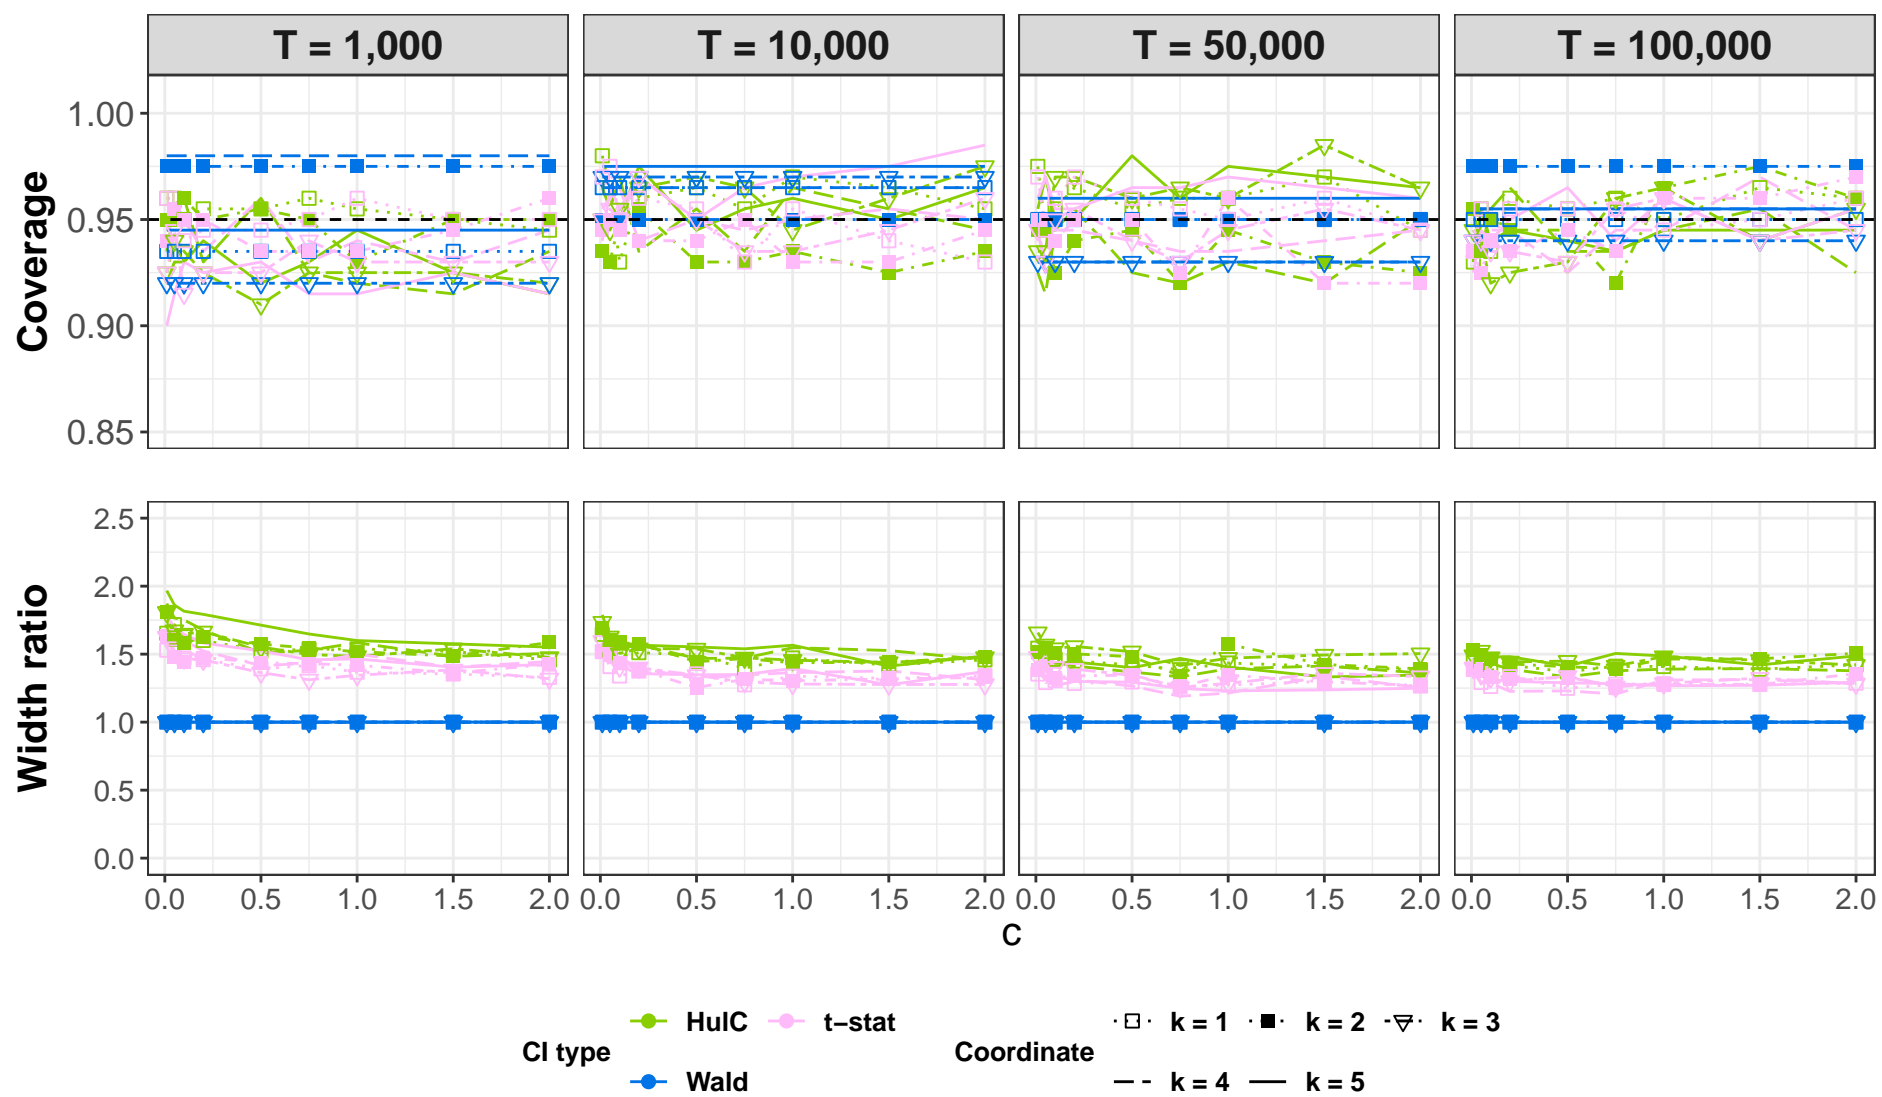 T = 1,000 T = 10,000 T = 50,000 T = 100,000
Coverage
1.00
0.95
0.90
0.85
Width ratio
2.5
2.0
1.5
1.0
0.5
0.0
0.0 0.5 1.0 1.5 2.0 0.0 0.5 1.0 1.5 2.0 0.0 0.5 1.0 1.5 2.0 0.0 0.5 1.0 1.5 2.0
c
CI type
HulC t−stat
Wald
Coordinate
k = 1 k = 2 k = 3
k = 4 k = 5